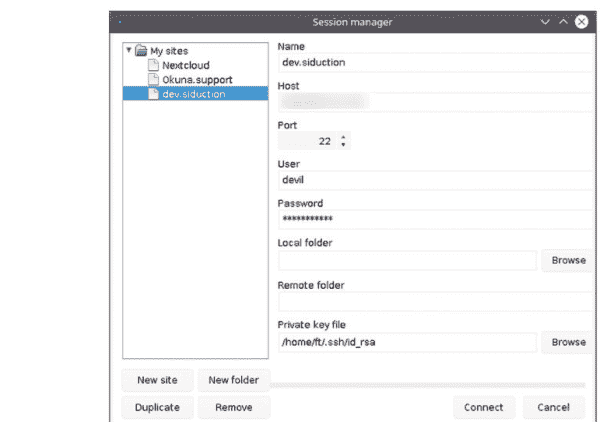 Session manager
My sites
Nextcloud
Okuna.support
dev.siduction
Name
dev.siduction
Host
Port
22
User
devil
Password
***********
Local folder
Browse
Remote folder
Private key file
/home/ft/.ssh/id_rsa
Browse
New site
New folder
Duplicate
Remove
Connect
Cancel